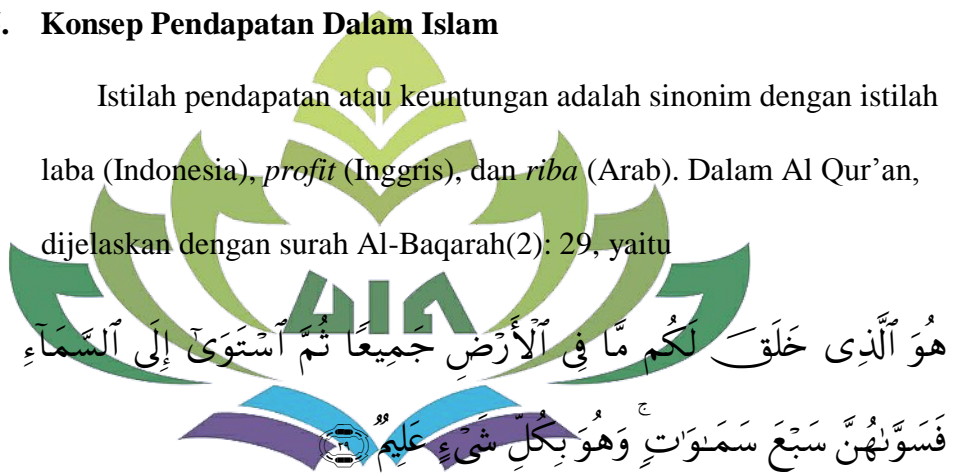 Konsep Pendapatan Dalam Islam
Istilah pendapatan atau keuntungan adalah sinonim dengan istilah
laba (Indonesia), profit (Inggris), dan riba (Arab). Dalam Al Qur’an,
dijelaskan dengan surah Al-Baqarah(2): 29, yaitu
UIN
هُوَ ٱلَّذِى خَلَقَ لَكُم مَّا فِى ٱلْأَرْضِ جَمِيعًا ثُمَّ ٱسْتَوَىٰٓ إِلَى ٱلسَّمَآءِ
فَسَوَّىٰهُنَّ سَبْعَ سَمَـٰوَٰتٍۢ ۚ وَهُوَ بِكُلِّ شَىْءٍ عَلِيمٌۭ ٢٩